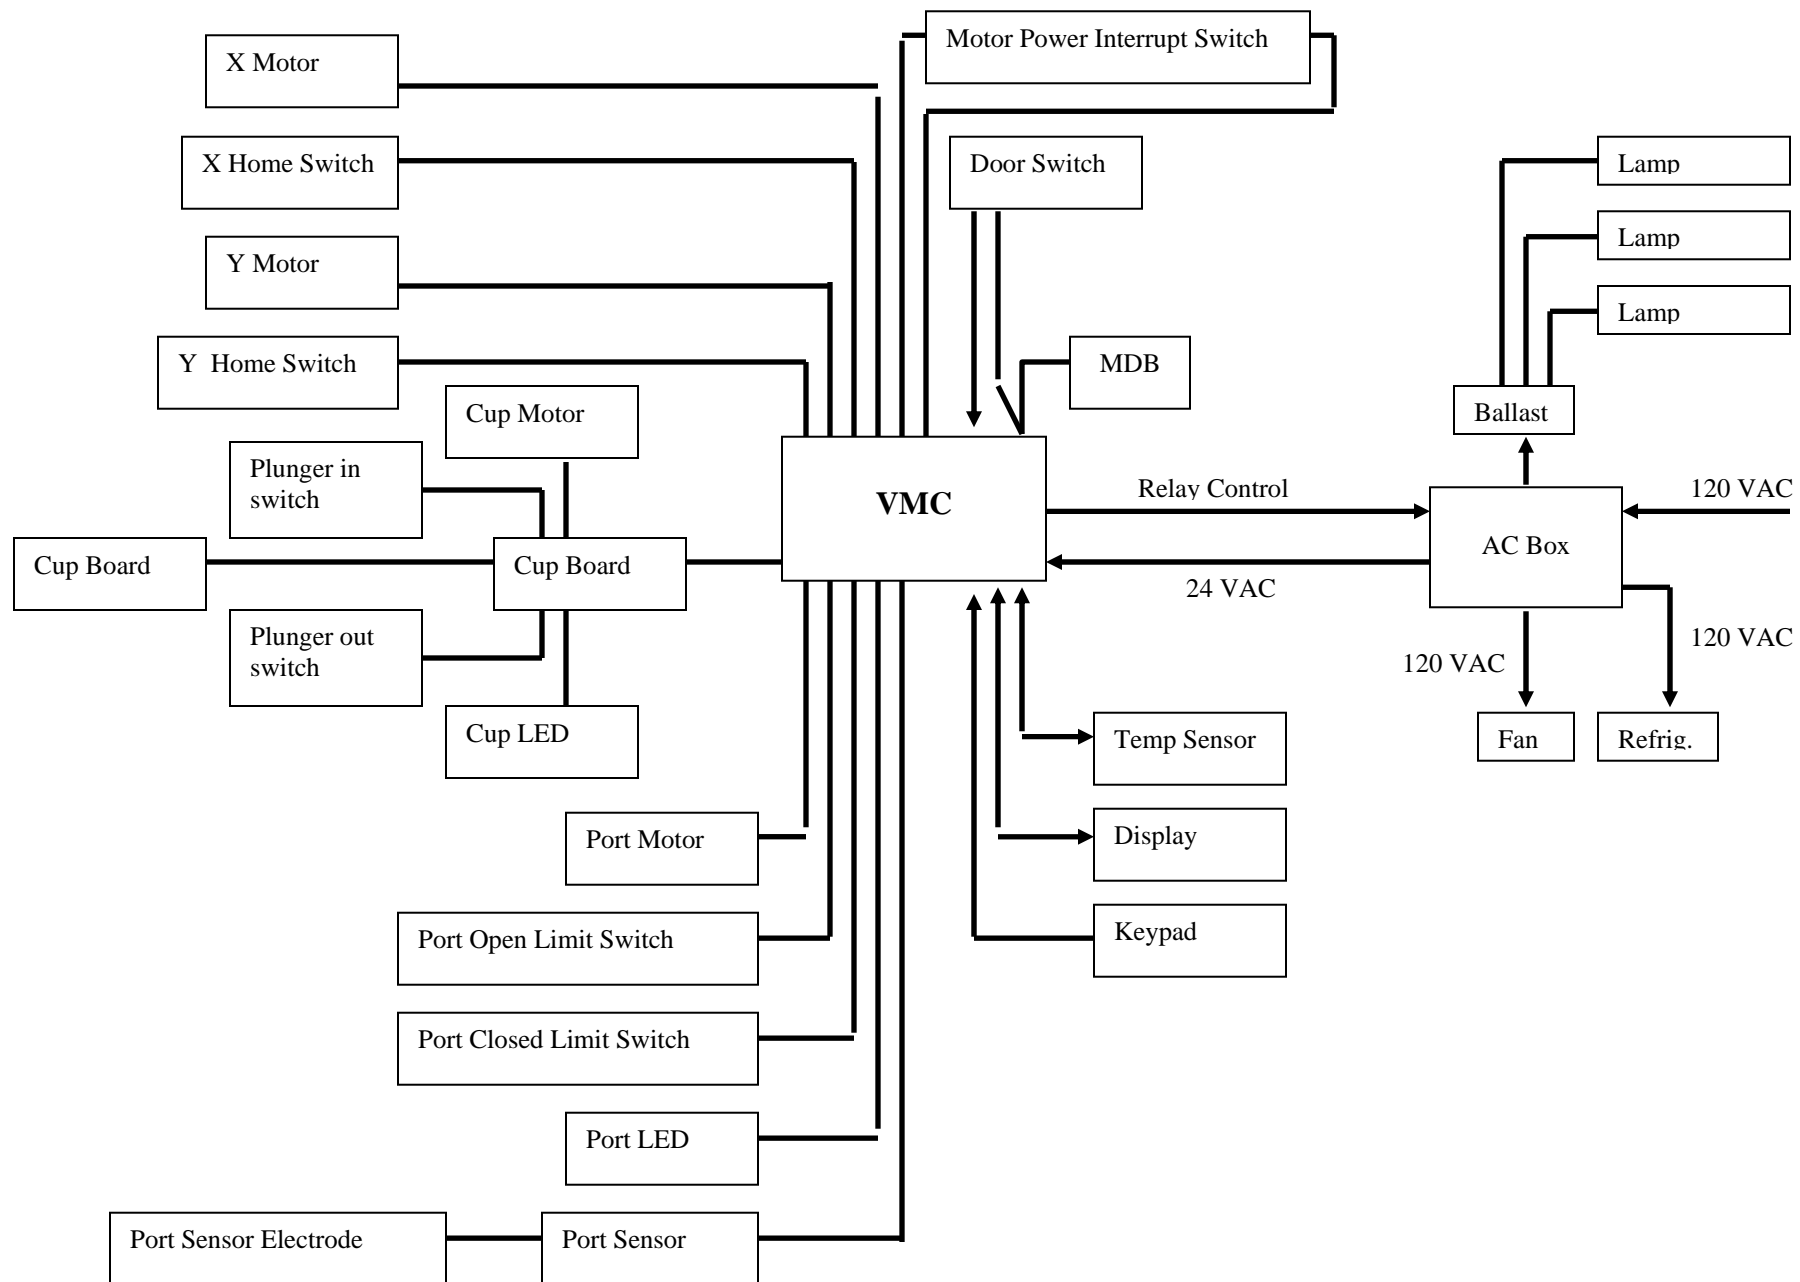 Motor Power Interrupt Switch
X Motor
X Home Switch
Door Switch
Lamp
Y Motor
Lamp
Lamp
Y  Home Switch
MDB
Cup Motor
Ballast
Plunger in
switch
VMC
Relay Control
120 VAC
AC Box
Cup Board
Cup Board
24 VAC
Plunger out
switch
120 VAC
120 VAC
Cup LED
Temp Sensor
Fan
Refrig.
Port Motor
Display
Port Open Limit Switch
Keypad
Port Closed Limit Switch
Port LED
Port Sensor Electrode
Port Sensor